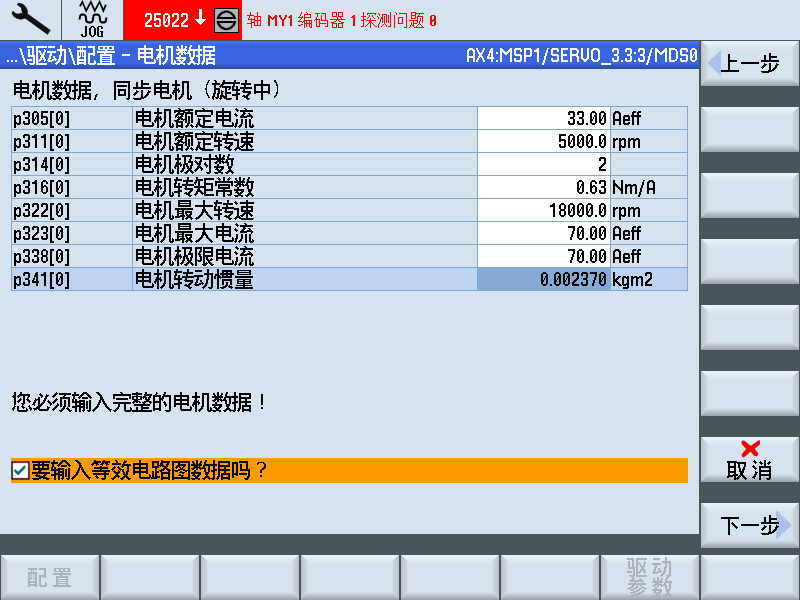 JOG
25022 轴 MY1 编码器 1 探测问题 0
...\驱动\配置 - 电机数据 AX4:MSP1/SERVO_3.3:3/MDS0
上一步
电机数据，同步电机（旋转中）
p305[0] 电机额定电流 33.00 Aeff
p311[0] 电机额定转速 5000.0 rpm
p314[0] 电机极对数 2
p316[0] 电机转矩常数 0.63 Nm/A
p322[0] 电机最大转速 18000.0 rpm
p323[0] 电机最大电流 70.00 Aeff
p338[0] 电机极限电流 70.00 Aeff
p341[0] 电机转动惯量 0.002370 kgm2
您必须输入完整的电机数据！
要输入等效电路图数据吗？
取消
下一步
配置
驱动
参数